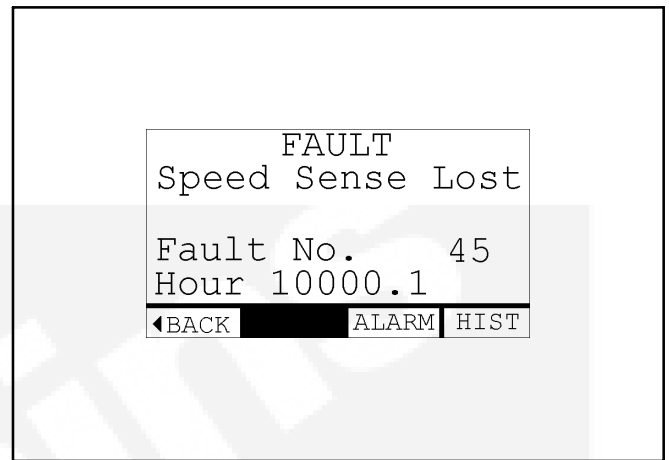 FAULT
Speed Sense Lost
Fault No. 45
Hour 10000.1
◀BACK ALARM HIST